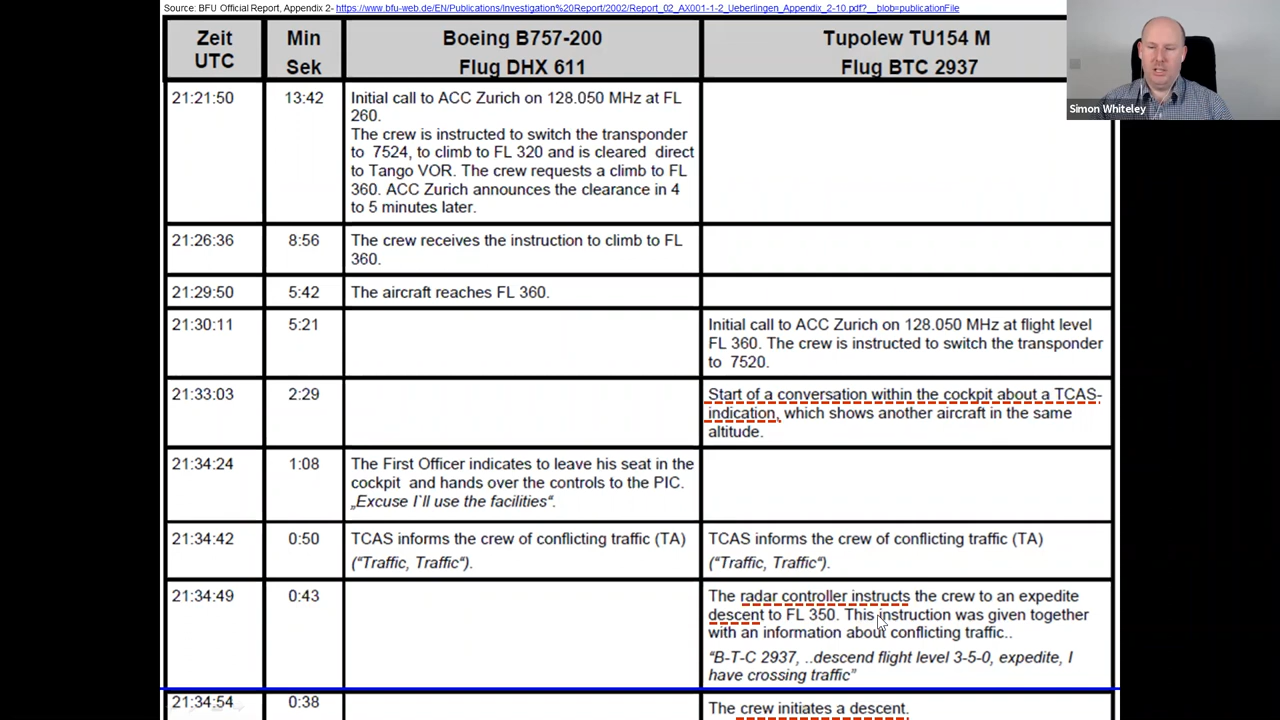 Source: BFU Official Report, Appendix 2- https://www.bfu-web.de/EN/Publications/Investigation%20Report/2002/Report_02_AX001-1-2_Ueberlingen_Appendix_2-10.pdf?__blob=publicationFile
Zeit
UTC
Min
Sek
Boeing B757-200
Flug DHX 611
Tupolew TU154 M
Flug BTC 2937
Simon Whiteley
21:21:50
13:42
Initial call to ACC Zurich on 128.050 MHz at FL
260.
The crew is instructed to switch the transponder
to 7524, to climb to FL 320 and is cleared direct
to Tango VOR. The crew requests a climb to FL
360. ACC Zurich announces the clearance in 4
to 5 minutes later.
21:26:36
8:56
The crew receives the instruction to climb to FL
360.
21:29:50
5:42
The aircraft reaches FL 360.
21:30:11
5:21
Initial call to ACC Zurich on 128.050 MHz at flight level
FL 360. The crew is instructed to switch the transponder
to 7520.
21:33:03
2:29
Start of a conversation within the cockpit about a TCAS-
indication, which shows another aircraft in the same
altitude.
21:34:24
1:08
The First Officer indicates to leave his seat in the
cockpit and hands over the controls to the PIC.
„Excuse I`ll use the facilities“.
21:34:42
0:50
TCAS informs the crew of conflicting traffic (TA)
(“Traffic, Traffic“).
TCAS informs the crew of conflicting traffic (TA)
(“Traffic, Traffic“).
21:34:49
0:43
The radar controller instructs the crew to an expedite
descent to FL 350. This instruction was given together
with an information about conflicting traffic..
“B-T-C 2937, ..descend flight level 3-5-0, expedite, I
have crossing traffic”
21:34:54
0:38
The crew initiates a descent.